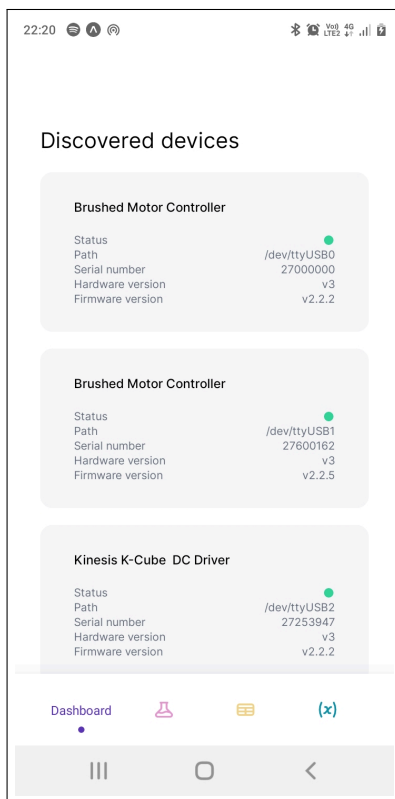 22:20 Vo)) 4G
LTE2
Discovered devices
Brushed Motor Controller
Status
Path /dev/ttyUSB0
Serial number 27000000
Hardware version v3
Firmware version v2.2.2
Brushed Motor Controller
Status
Path /dev/ttyUSB1
Serial number 27600162
Hardware version v3
Firmware version v2.2.5
Kinesis K-Cube DC Driver
Status
Path /dev/ttyUSB2
Serial number 27253947
Hardware version v3
Firmware version v2.2.2
Dashboard (x)